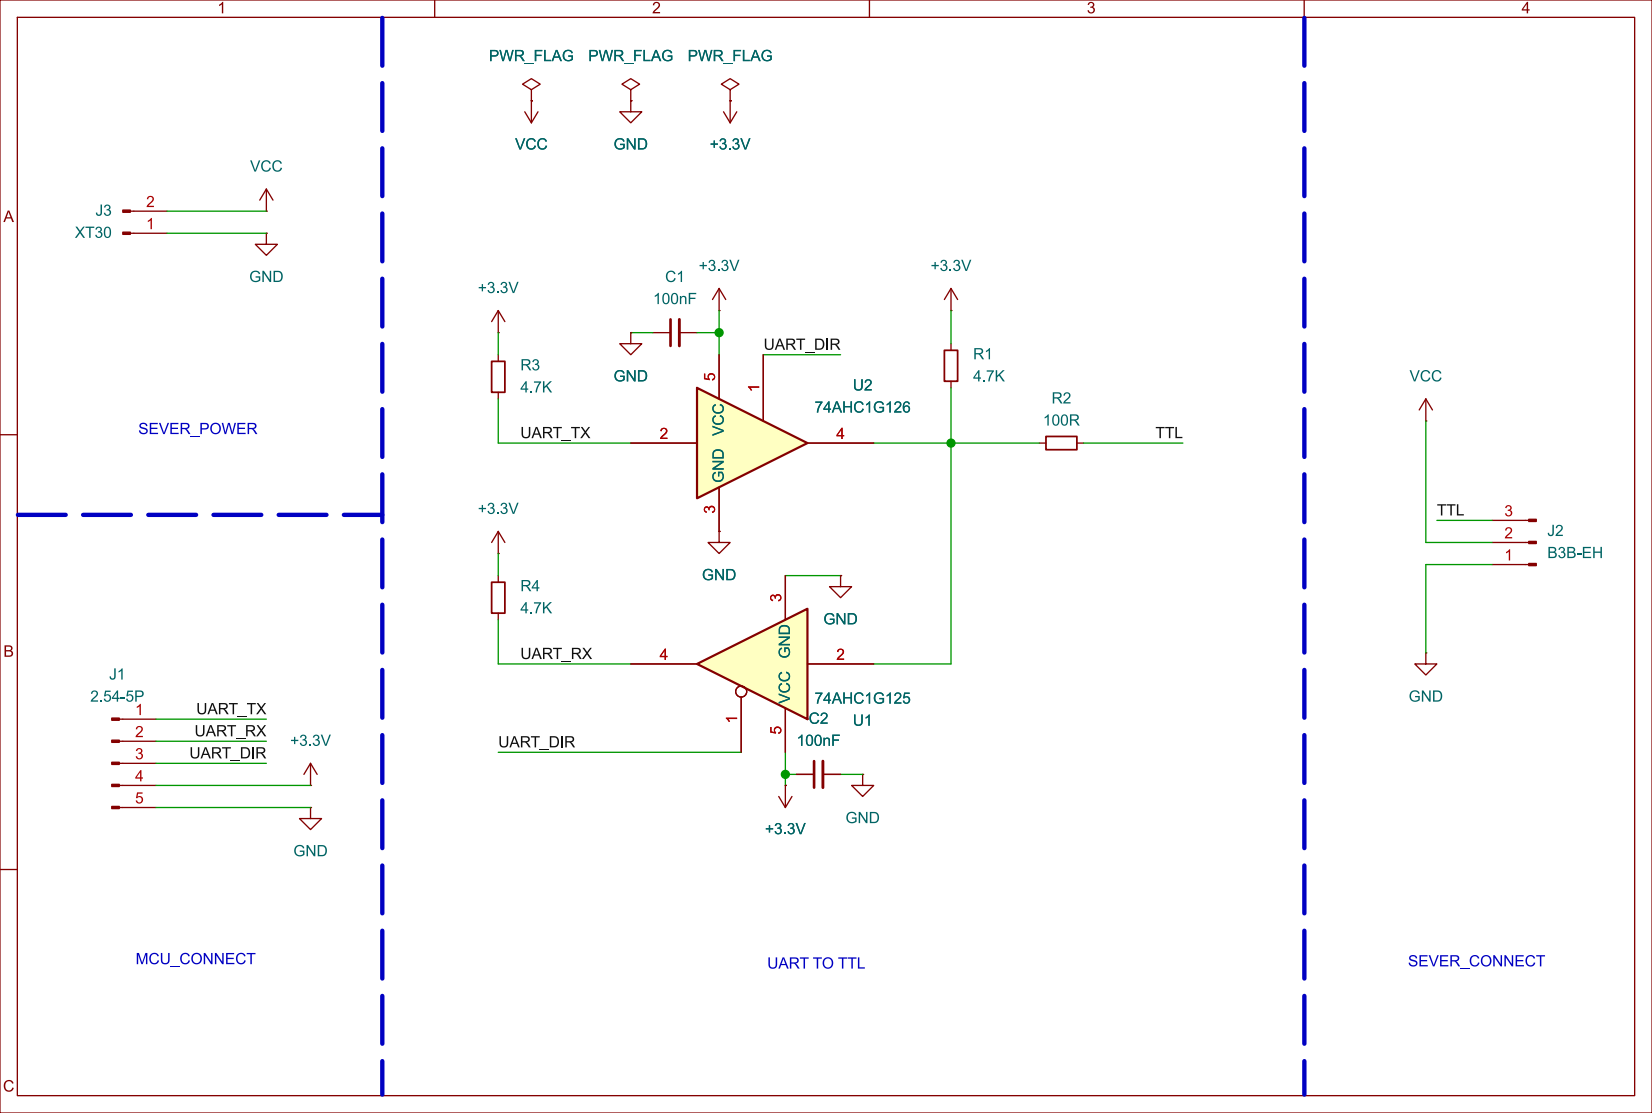 1
2
3
4
A
B
C
PWR_FLAG
PWR_FLAG
PWR_FLAG
VCC
GND
+3.3V
VCC
J3
2
XT30
1
GND
SEVER_POWER
J1
2.54-5P
1
UART_TX
2
UART_RX
3
UART_DIR
+3.3V
4
5
GND
MCU_CONNECT
+3.3V
R3
4.7K
UART_TX
2
C1
100nF
+3.3V
GND
UART_DIR
5
1
VCC
GND
U2
74AHC1G126
4
3
GND
+3.3V
R1
4.7K
R2
100R
TTL
+3.3V
R4
4.7K
UART_RX
4
3
GND
GND
VCC
2
74AHC1G125
U1
1
5
C2
100nF
UART_DIR
+3.3V
GND
UART TO TTL
VCC
TTL
3
2
1
J2
B3B-EH
GND
SEVER_CONNECT